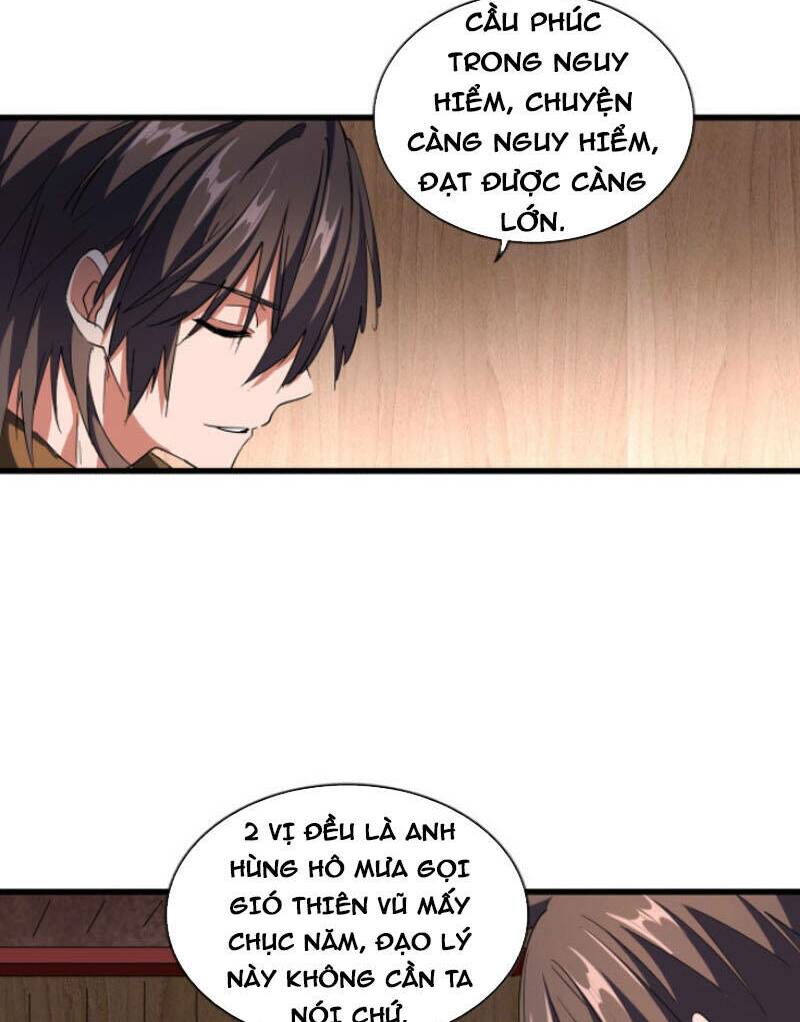 CẦU PHÚC
TRONG NGUY
HIỂM, CHUYỆN
CÀNG NGUY HIỂM,
ĐẠT ĐƯỢC CÀNG
LỚN.
2 VỊ ĐỀU LÀ ANH
HÙNG HÔ MƯA GỌI
GIÓ THIÊN VŨ MẤY
CHỤC NĂM, ĐẠO LÝ
NÀY KHÔNG CẦN TA
NÓI CHỨ.